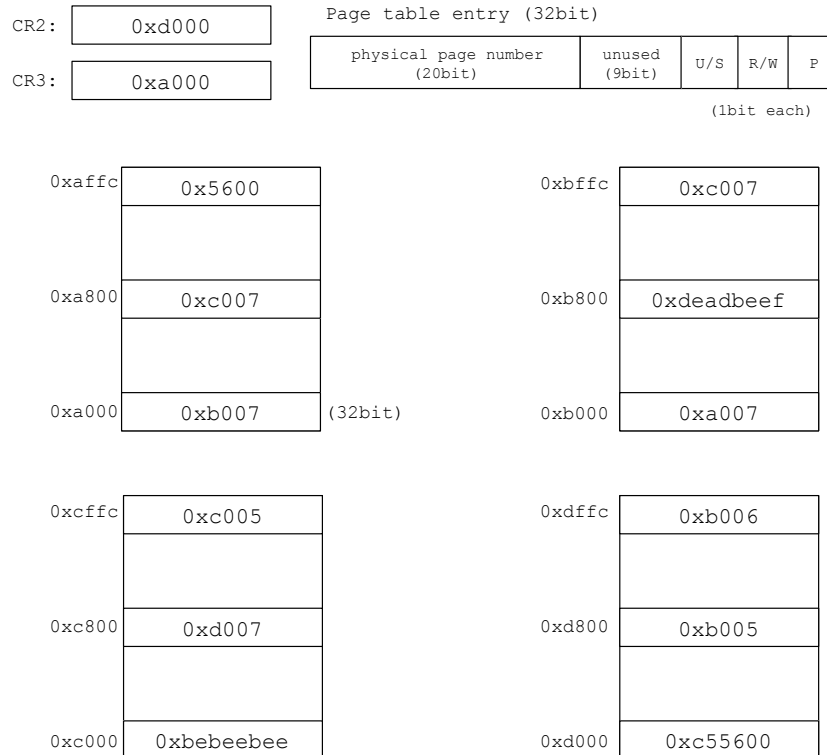 CR2: 0xd000
CR3: 0xa000
Page table entry (32bit)
physical page number (20bit)
unused (9bit)
U/S
R/W
P
(1bit each)
0xaffc 0x5600
0xa800 0xc007
0xa000 0xb007 (32bit)
0xbffc 0xc007
0xb800 0xdeadbeef
0xb000 0xa007
0xcffc 0xc005
0xc800 0xd007
0xc000 0xbebeebee
0xdffc 0xb006
0xd800 0xb005
0xd000 0xc55600